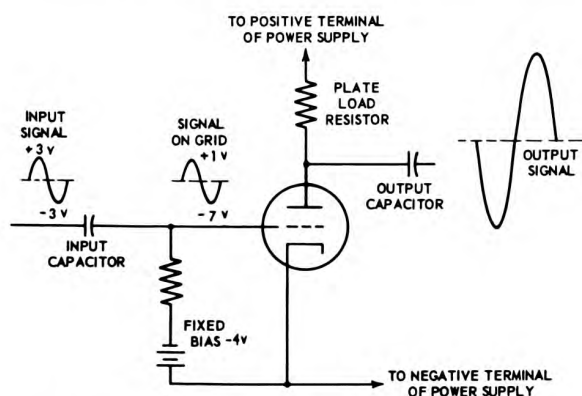 TO POSITIVE TERMINAL
OF POWER SUPPLY
PLATE
LOAD
RESISTOR
INPUT
SIGNAL
+3 V
-3 V
SIGNAL
ON GRID
+1 V
-7 V
OUTPUT
SIGNAL
OUTPUT
CAPACITOR
INPUT
CAPACITOR
FIXED
BIAS -4V
TO NEGATIVE TERMINAL
OF POWER SUPPLY